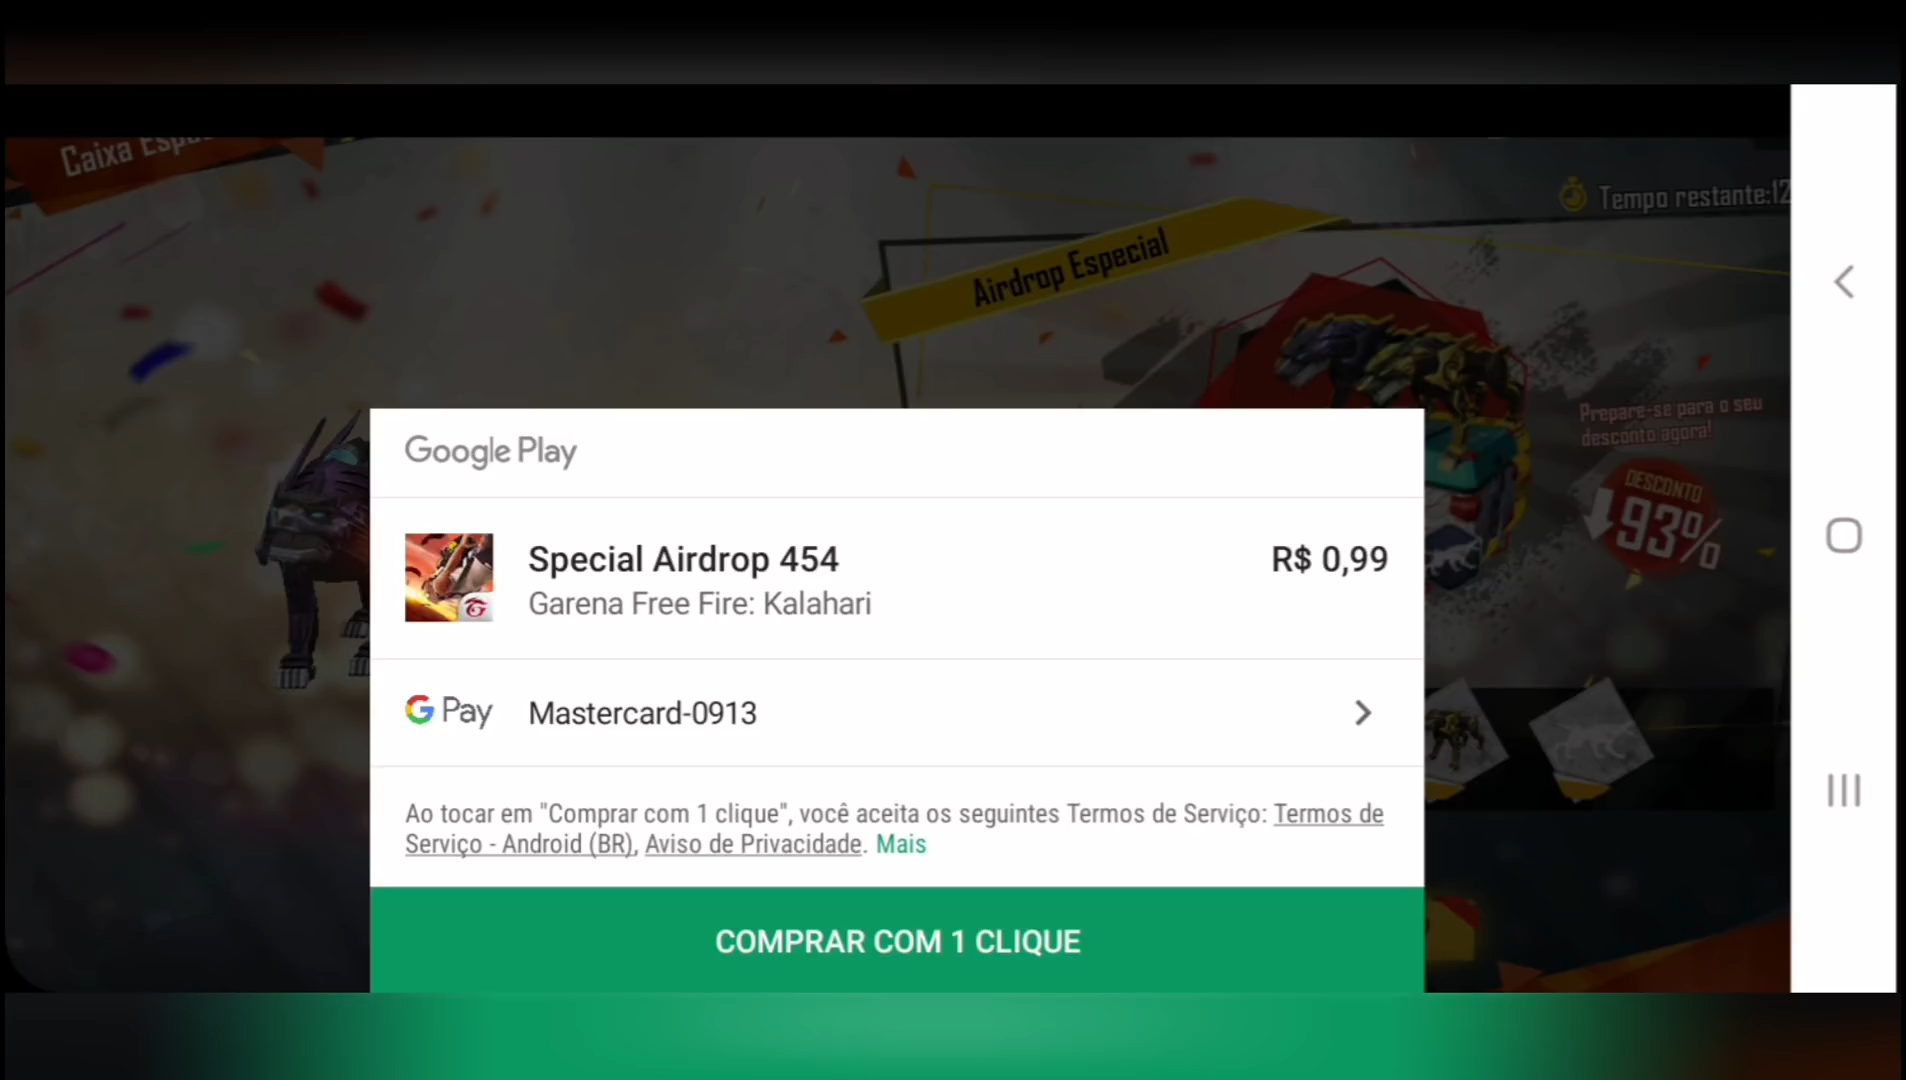 Caixa
Tempo restante:12
Airdrop Especial
Prepare-se para o seu
desconto agora!
DESCONTO
93%
Google Play
Special Airdrop 454
R$ 0,99
Garena Free Fire: Kalahari
G Pay
Mastercard-0913
Ao tocar em "Comprar com 1 clique", você aceita os seguintes Termos de Serviço: Termos de
Serviço - Android (BR), Aviso de Privacidade. Mais
COMPRAR COM 1 CLIQUE